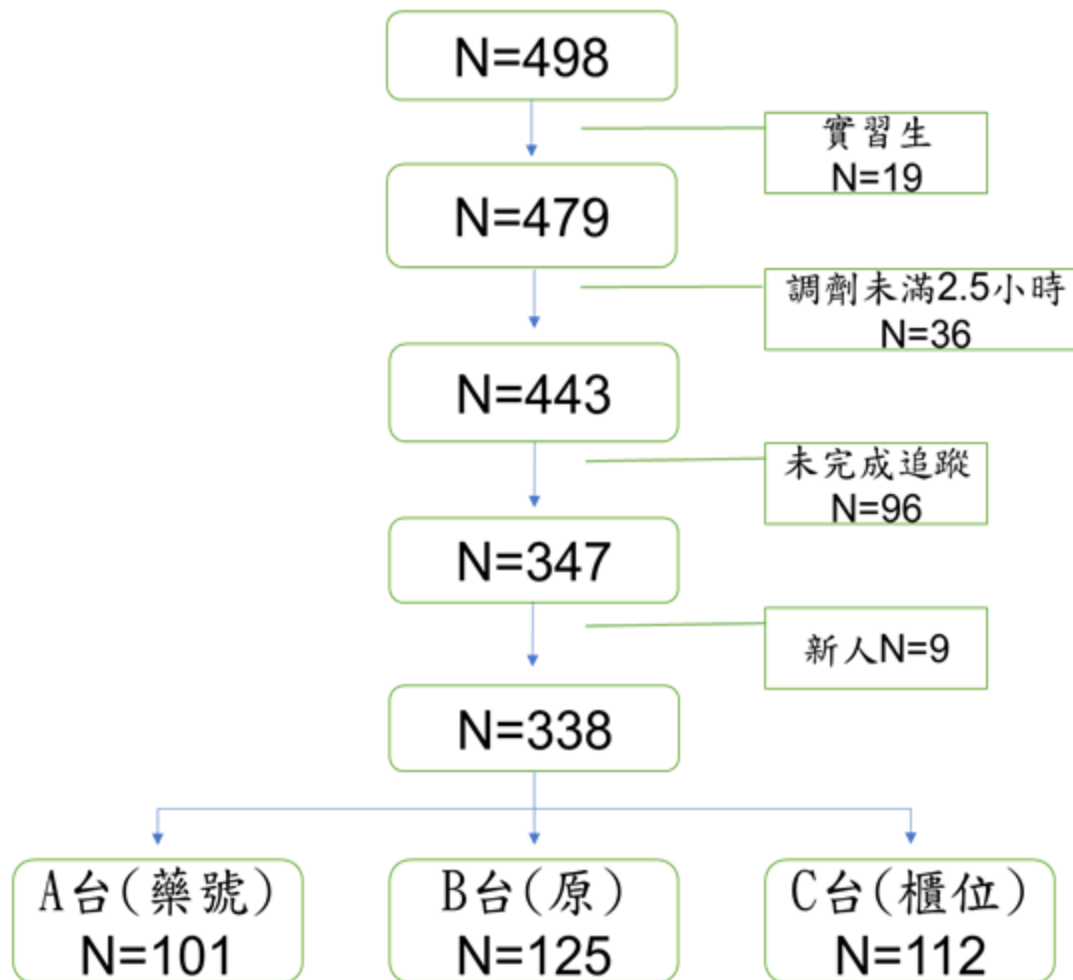 N=498
實習生
N=19
N=479
調劑未滿2.5小時
N=36
N=443
未完成追蹤
N=96
N=347
新人N=9
N=338
A台(藥號)
N=101
B台(原)
N=125
C台(櫃位)
N=112